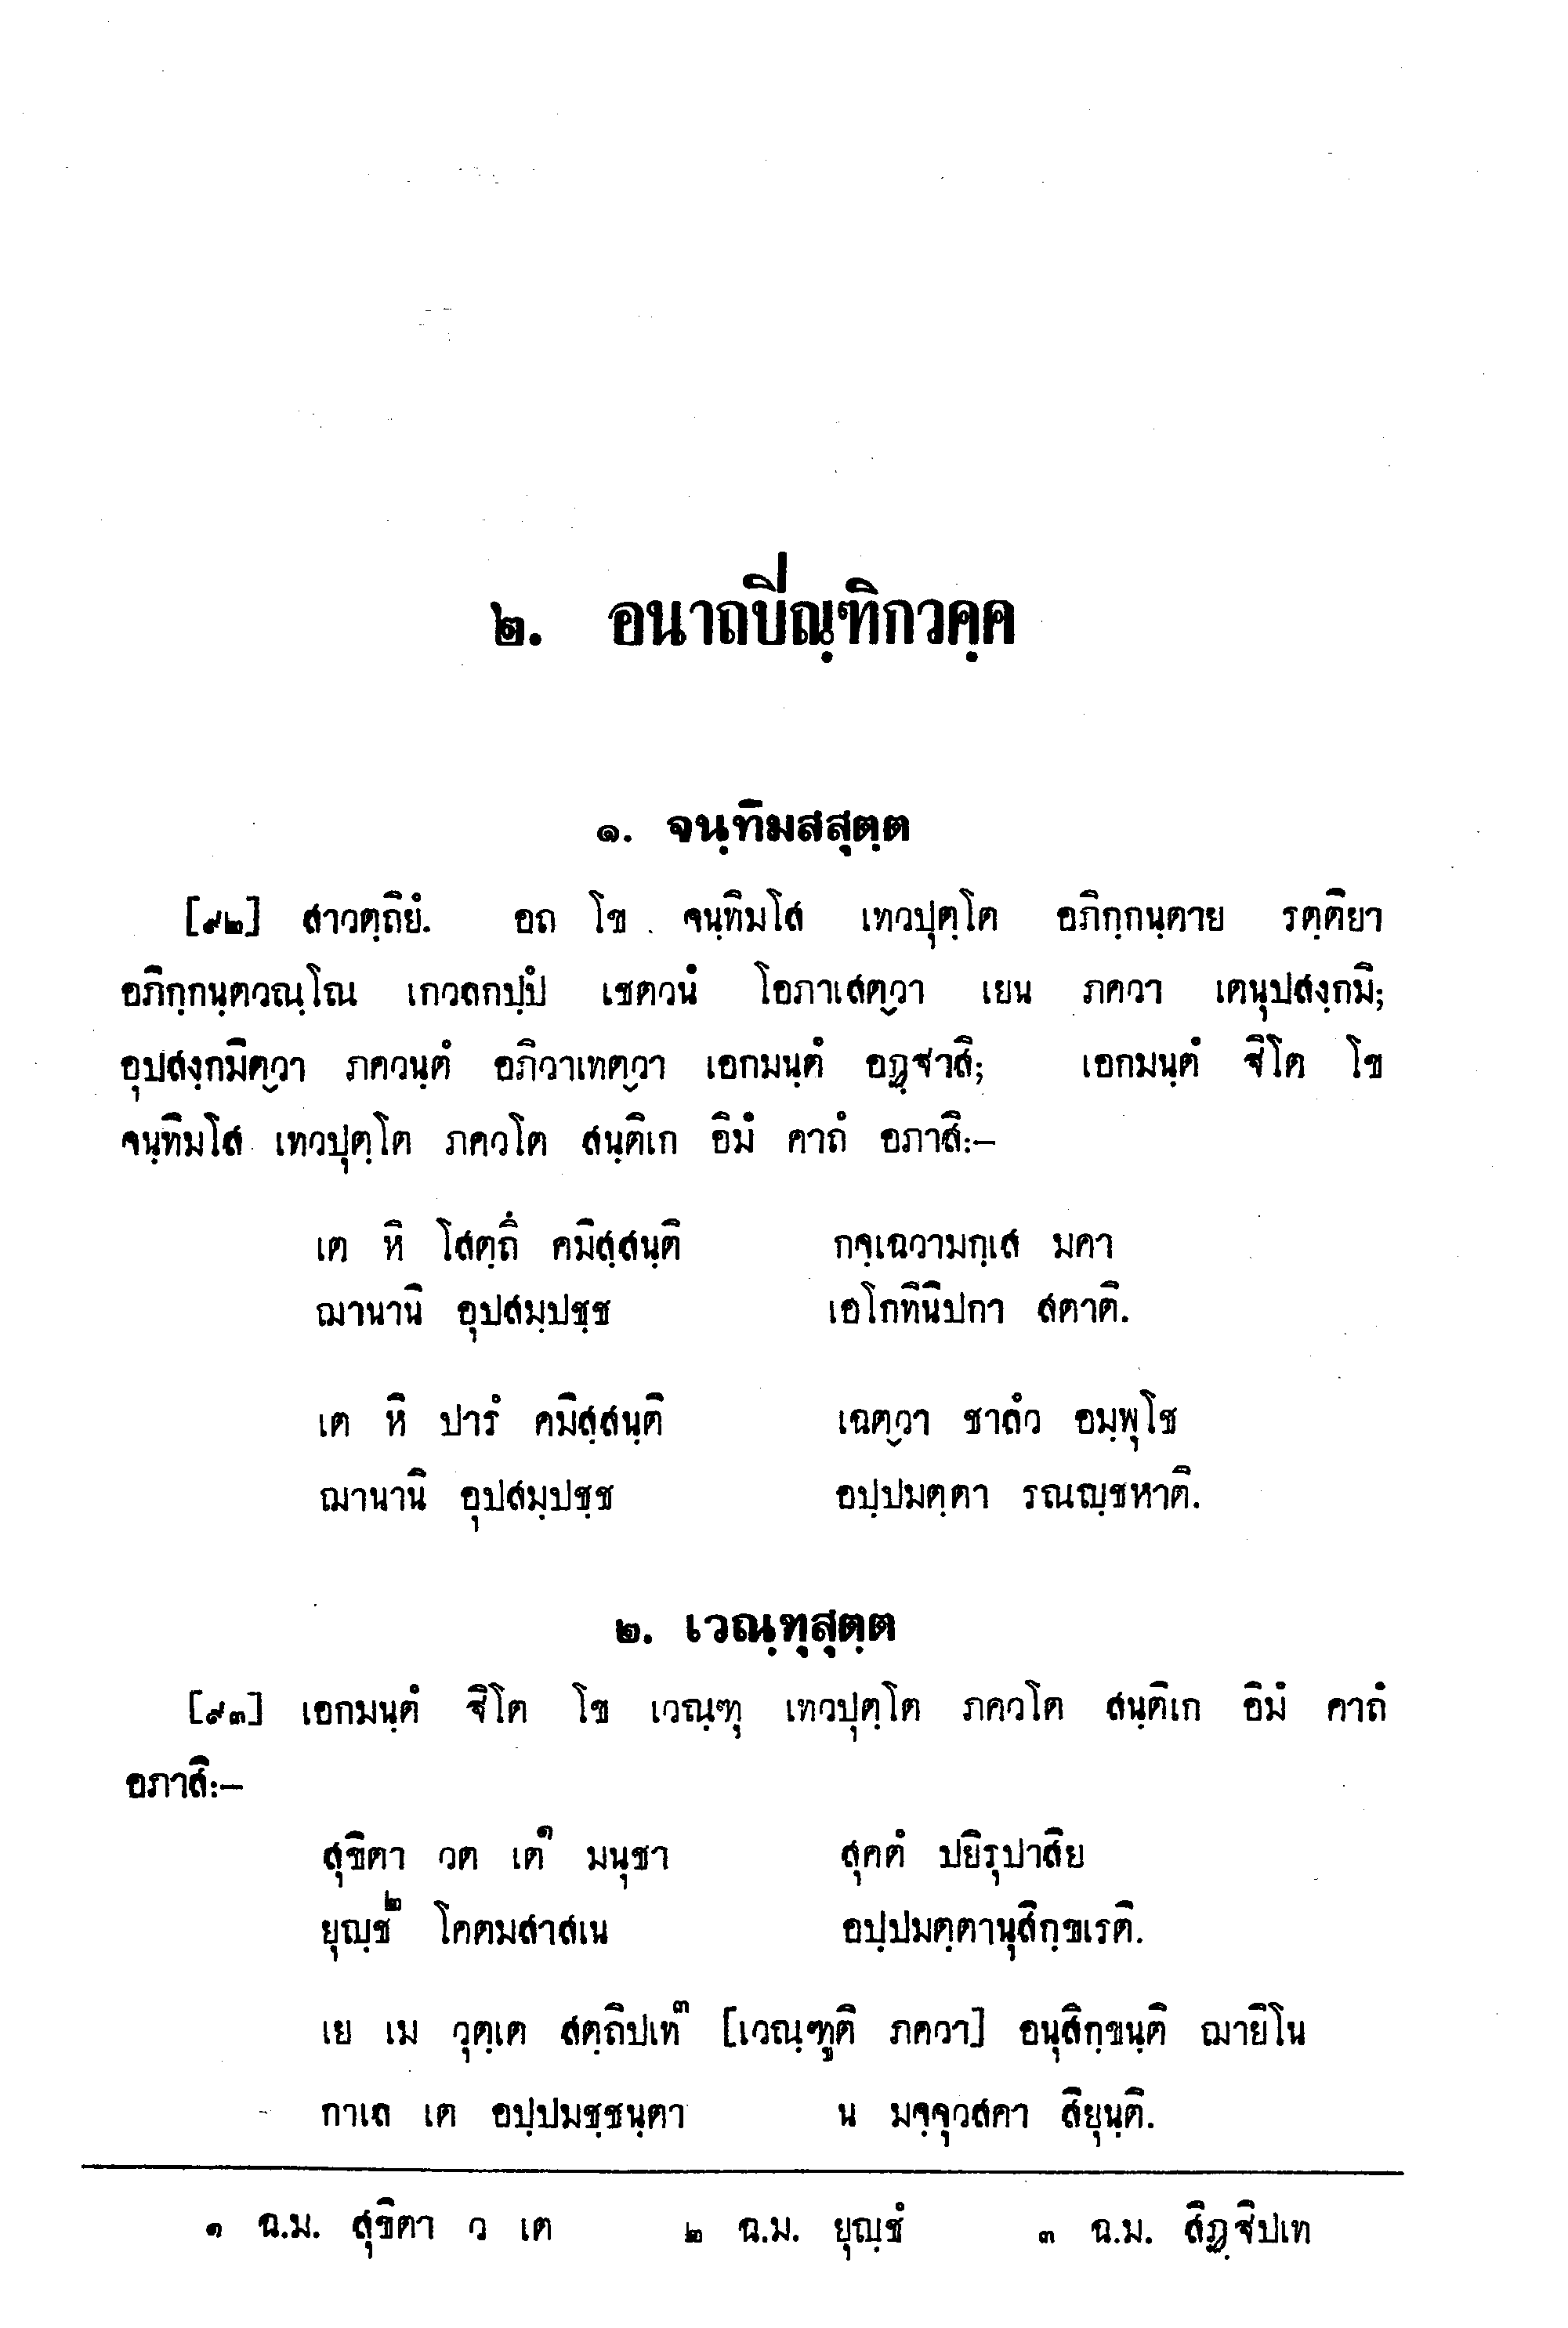 ๒. อนาถบิ่ณฺฑิกวคฺค
๑. จนฺทิมสสุตฺต
[๙๒] สาวตฺถิยํ. อถ โข จนฺทิมโส เทวปุตฺโต อภิกฺกนฺตาย รตฺติยา
อภิกฺกนฺตวณฺโณ เกวลกปฺปํ เชตวนํ โอภาเสตฺวา เยน ภควา เตนุปสงฺกมิ;
อุปสงฺกมิตฺวา ภควนฺตํ อภิวาเทตฺวา เอกมนฺตํ อฏฺฐาสิ; เอกมนฺตํ ฐิโต โข
จนฺทิมโส เทวปุตฺโต ภควโต สนฺติเก อิมํ คาถํ อภาสิ:–
เต หิ โสตฺถึ คมิสฺสนฺติ กจฺเฉวามกเส มคา
ฌานานิ อุปสมฺปชฺช เอโกทินิปกา สตาติ.
เต หิ ปารํ คมิสฺสนฺติ เฉตฺวา ชาลํว อมฺพุโช
ฌานานิ อุปสมฺปชฺช อปฺปมตฺตา รณญฺชหาติ.
๒. เวณฺฑุสุตฺต
[๙๓] เอกมนฺตํ ฐิโต โข เวณฺฑุ เทวปุตฺโต ภควโต สนฺติเก อิมํ คาถํ
อภาสิ:–
สุขิตา วต เต๑ มนุชา สุคตํ ปยิรุปาสิย
ยุญฺช๒ โคตมสาสเน อปฺปมตฺตานุสิกฺขเรติ.
เย เม วุตฺเต สตฺถิปเท๓ [เวณฺฑูติ ภควา] อนุสิกฺขนฺติ ฌายิโน
กาเล เต อปฺปมชฺชนฺตา น มจฺจุวสคา สิยุนฺติ.
๑ ฉ.ม. สุขิตา ว เต ๒ ฉ.ม. ยุญฺชํ ๓ ฉ.ม. สิฏฺฐิปเท